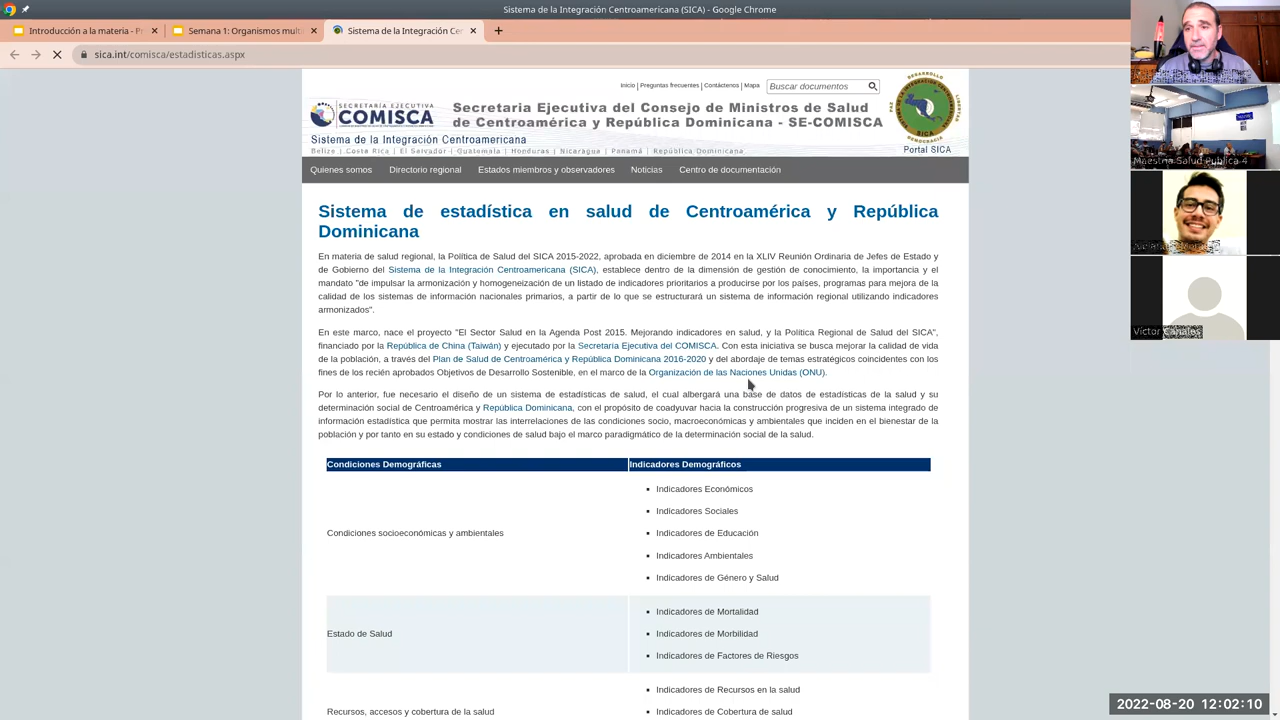 Sistema de la Integración Centroamericana (SICA) - Google Chrome
Introducción a la materia - Pr
Semana 1: Organismos mult
Sistema de la Integración Cen
sica.int/comisca/estadisticas.aspx
Inicio | Preguntas frecuentes | Contáctenos | Mapa
Buscar documentos
SECRETARÍA EJECUTIVA
COMISCA
Secretaria Ejecutiva del Consejo de Ministros de Salud
de Centroamérica y República Dominicana - SE-COMISCA
Sistema de la Integración Centroamericana
Belize | Costa Rica | El Salvador | Guatemala | Honduras | Nicaragua | Panamá | República Dominicana
DESARROLLO
SICA
DEMOCRACIA
Portal SICA
Quienes somos
Directorio regional
Estados miembros y observadores
Noticias
Centro de documentación
Sistema de estadística en salud de Centroamérica y República
Dominicana
En materia de salud regional, la Política de Salud del SICA 2015-2022, aprobada en diciembre de 2014 en la XLIV Reunión Ordinaria de Jefes de Estado y
de Gobierno del Sistema de la Integración Centroamericana (SICA), establece dentro de la dimensión de gestión de conocimiento, la importancia y el
mandato "de impulsar la armonización y homogeneización de un listado de indicadores prioritarios a producirse por los países, programas para mejora de la
calidad de los sistemas de información nacionales primarios, a partir de lo que se estructurará un sistema de información regional utilizando indicadores
armonizados".
En este marco, nace el proyecto "El Sector Salud en la Agenda Post 2015. Mejorando indicadores en salud, y la Política Regional de Salud del SICA",
financiado por la República de China (Taiwán) y ejecutado por la Secretaría Ejecutiva del COMISCA. Con esta iniciativa se busca mejorar la calidad de vida
de la población, a través del Plan de Salud de Centroamérica y República Dominicana 2016-2020 y del abordaje de temas estratégicos coincidentes con los
fines de los recién aprobados Objetivos de Desarrollo Sostenible, en el marco de la Organización de las Naciones Unidas (ONU).
Por lo anterior, fue necesario el diseño de un sistema de estadísticas de salud, el cual albergará una base de datos de estadísticas de la salud y su
determinación social de Centroamérica y República Dominicana, con el propósito de coadyuvar hacia la construcción progresiva de un sistema integrado de
información estadística que permita mostrar las interrelaciones de las condiciones socio, macroeconómicas y ambientales que inciden en el bienestar de la
población y por tanto en su estado y condiciones de salud bajo el marco paradigmático de la determinación social de la salud.
Condiciones Demográficas
Indicadores Demográficos
Condiciones socioeconómicas y ambientales
Indicadores Económicos
Indicadores Sociales
Indicadores de Educación
Indicadores Ambientales
Indicadores de Género y Salud
Estado de Salud
Indicadores de Mortalidad
Indicadores de Morbilidad
Indicadores de Factores de Riesgos
Recursos, accesos y cobertura de la salud
Indicadores de Recursos en la salud
Indicadores de Cobertura de salud
Maestria Salud Publica 4
Víctor Canales
2022-08-20 12:02:10